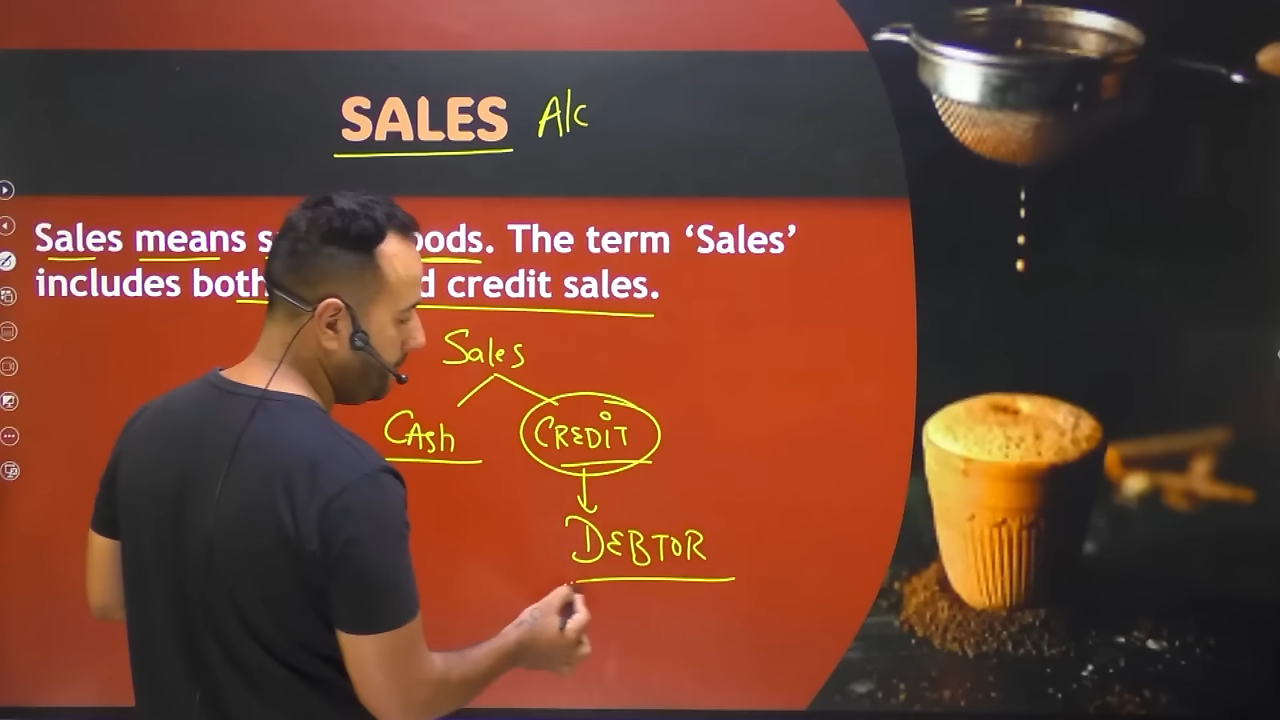 SALES A/c
Sales means oods. The term ‘Sales’
includes both d credit sales.
Sales
CAsh CREDiT
DEBTOR